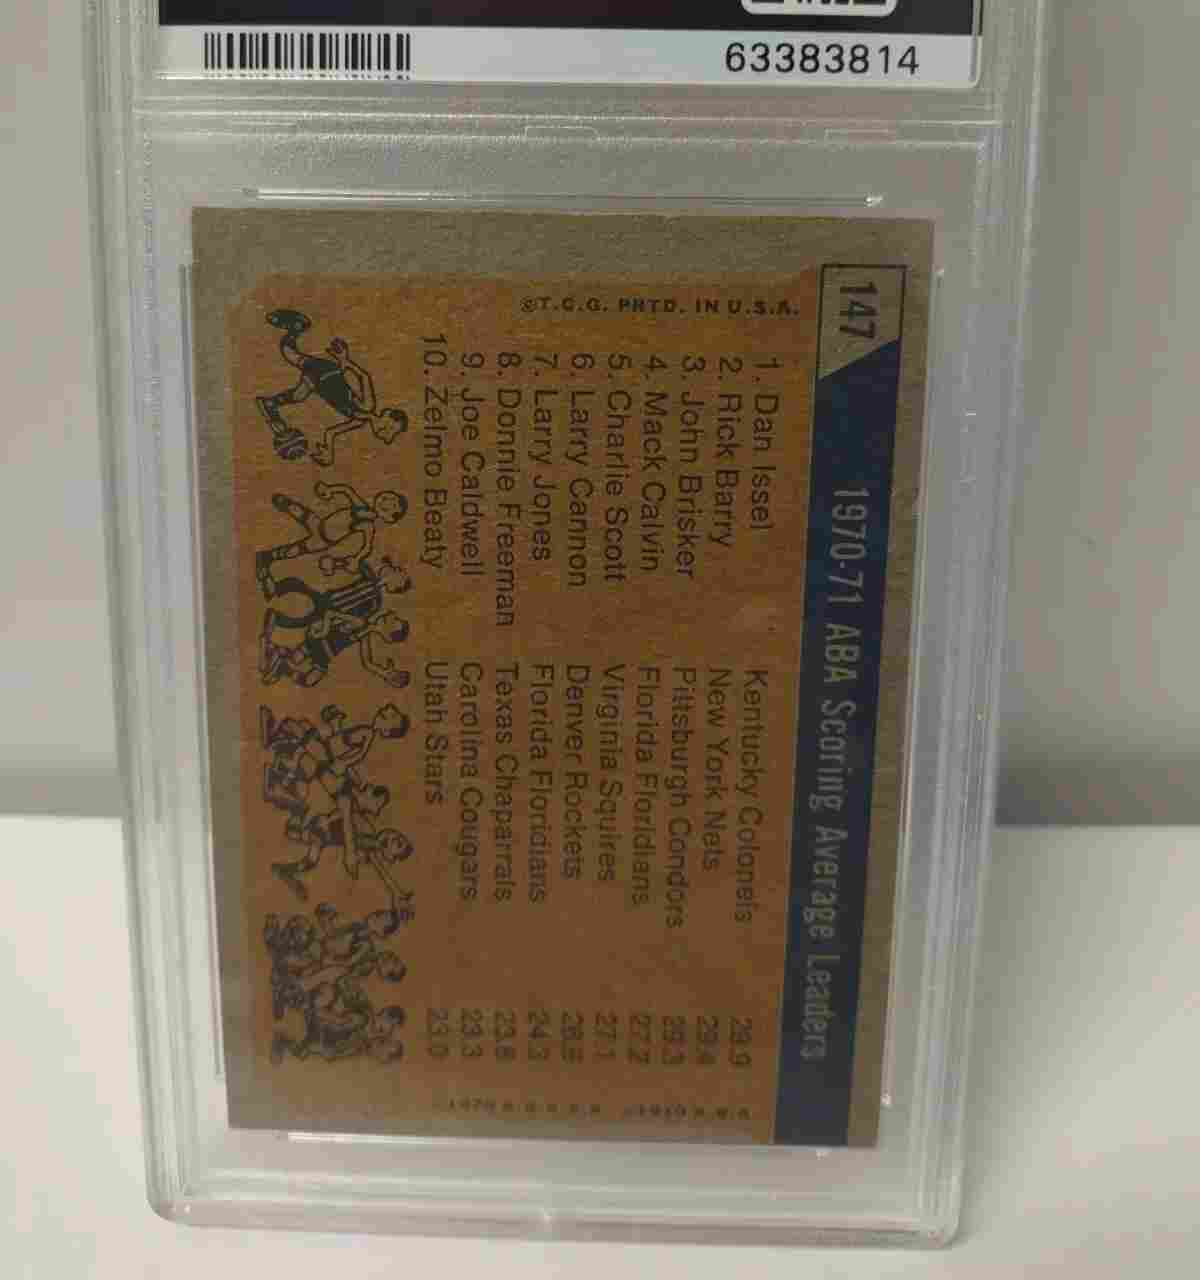 63383814
147
1970-71 ABA Scoring Average Leaders
1. Dan Issel Kentucky Colonels 29.9
2. Rick Barry New York Nets 29.4
3. John Brisker Pittsburgh Condors 29.3
4. Mack Calvin Florida Floridians 27.2
5. Charlie Scott Virginia Squires 27.1
6. Larry Cannon Denver Rockets 26.6
7. Larry Jones Florida Floridians 24.3
8. Donnie Freeman Texas Chaparrals 23.6
9. Joe Caldwell Carolina Cougars 23.3
10. Zelmo Beaty Utah Stars 23.0
©T.C.G. PRTD. IN U.S.A.